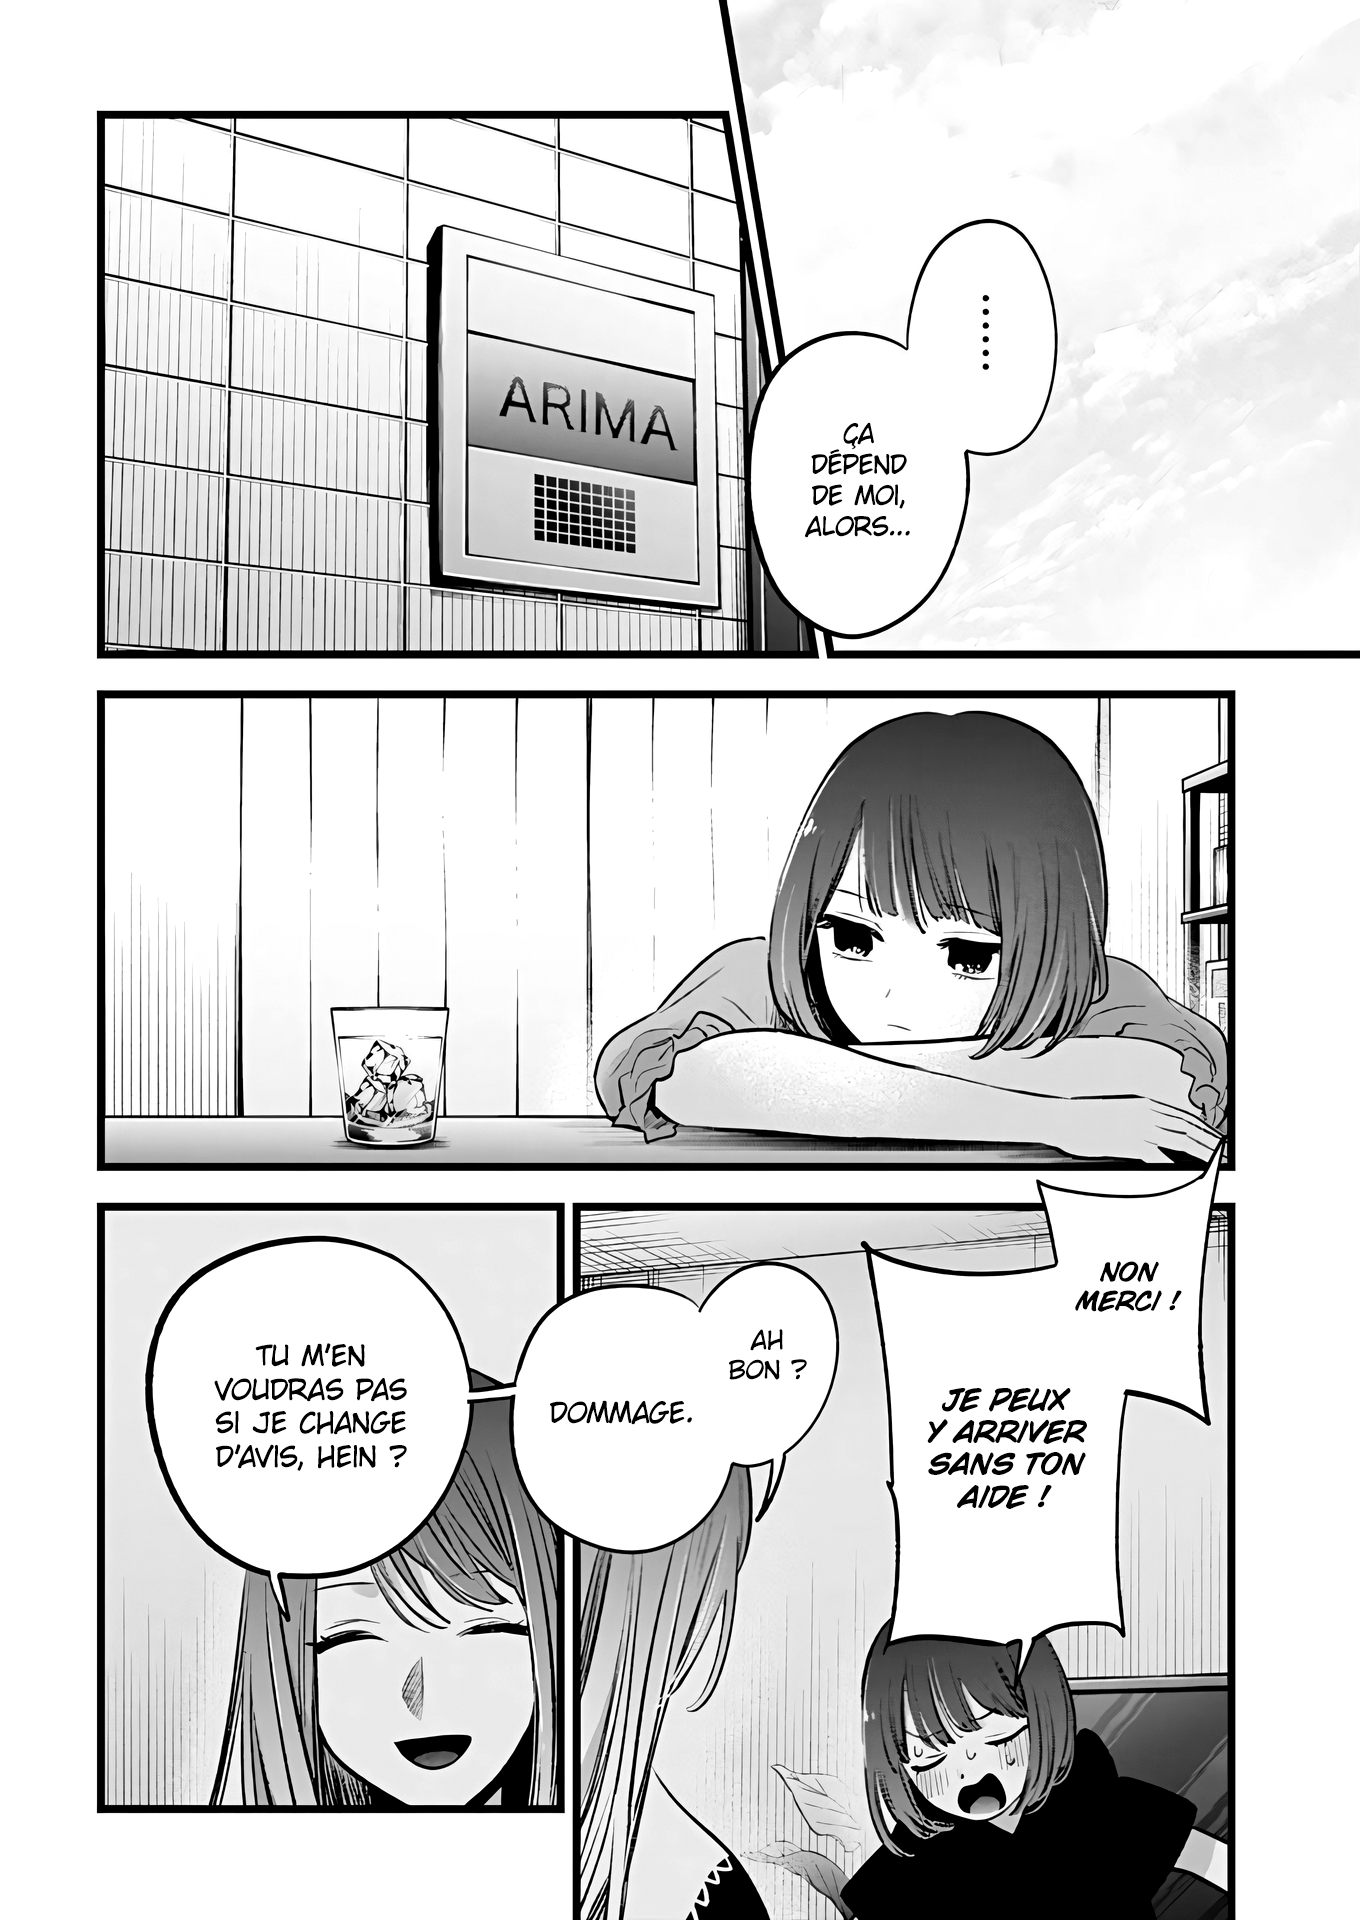 ......
ÇA
DÉPEND
DE MOI,
ALORS...
ARIMA
NON
MERCI !
JE PEUX
Y ARRIVER
SANS TON
AIDE !
AH
BON ?
DOMMAGE.
TU M'EN
VOUDRAS PAS
SI JE CHANGE
D'AVIS, HEIN ?